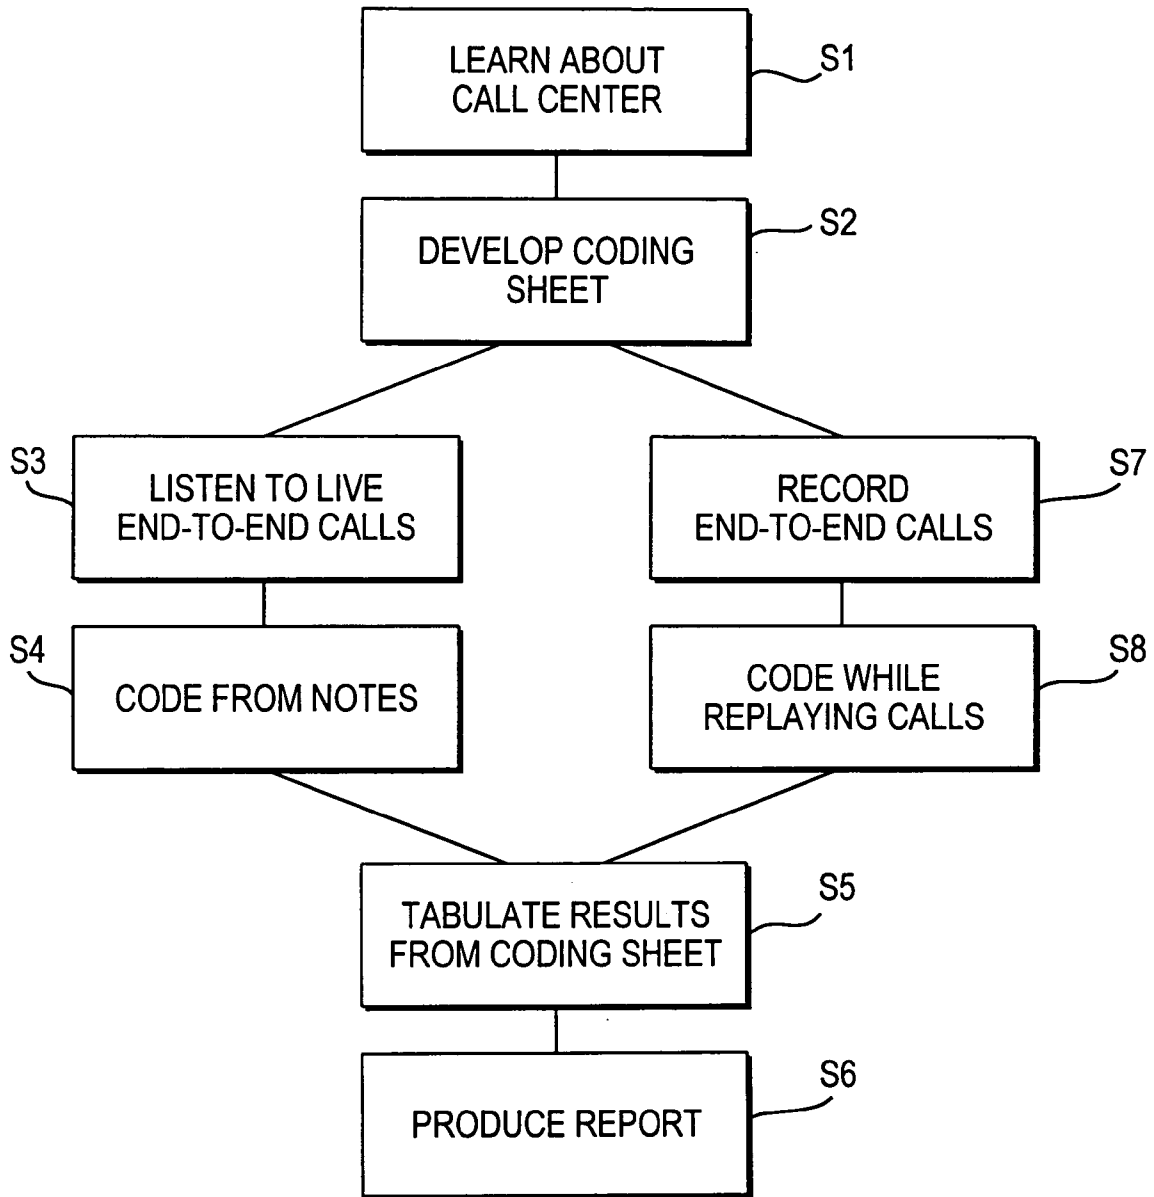 LEARN ABOUT
CALL CENTER
S1
DEVELOP CODING
SHEET
S2
S3
LISTEN TO LIVE
END-TO-END CALLS
RECORD
END-TO-END CALLS
S7
S4
CODE FROM NOTES
CODE WHILE
REPLAYING CALLS
S8
TABULATE RESULTS
FROM CODING SHEET
S5
PRODUCE REPORT
S6